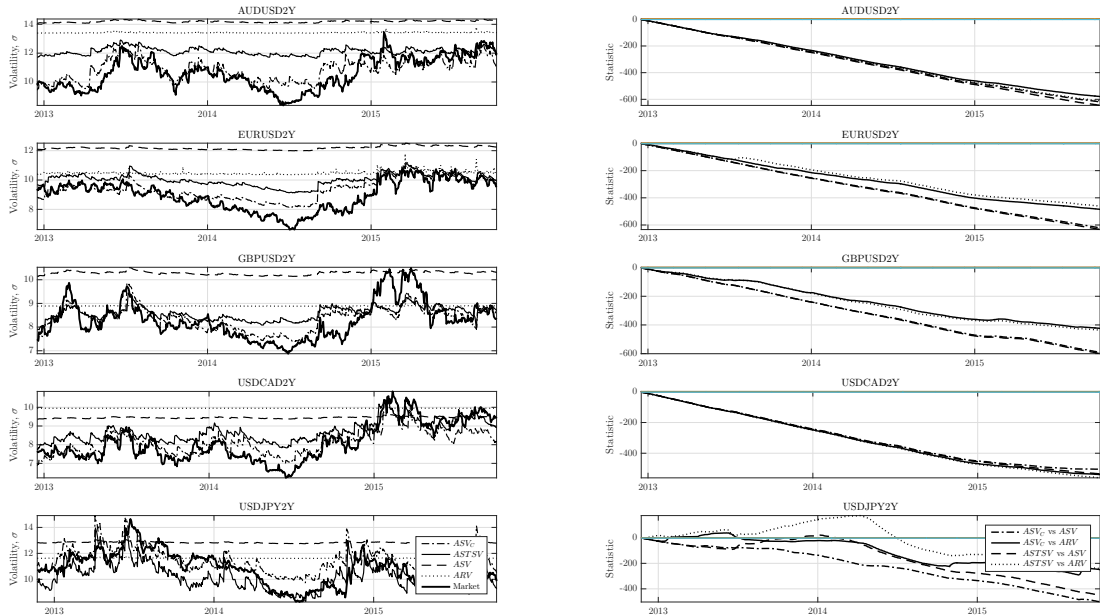 AUDUSD2Y
Volatility, σ
14
12
10
2013 2014 2015
AUDUSD2Y
Statistic
0
-200
-400
-600
2013 2014 2015
EURUSD2Y
Volatility, σ
12
10
8
2013 2014 2015
EURUSD2Y
Statistic
0
-200
-400
-600
2013 2014 2015
GBPUSD2Y
Volatility, σ
10
9
8
7
2013 2014 2015
GBPUSD2Y
Statistic
0
-200
-400
-600
2013 2014 2015
USDCAD2Y
Volatility, σ
10
9
8
7
2013 2014 2015
USDCAD2Y
Statistic
0
-200
-400
2013 2014 2015
USDJPY2Y
Volatility, σ
14
12
10
2013 2014 2015
ASV_C
ASTSV
ASV
ARV
Market
USDJPY2Y
Statistic
0
-200
-400
2013 2014 2015
ASV_C vs ASV
ASV_C vs ARV
ASTSV vs ASV
ASTSV vs ARV